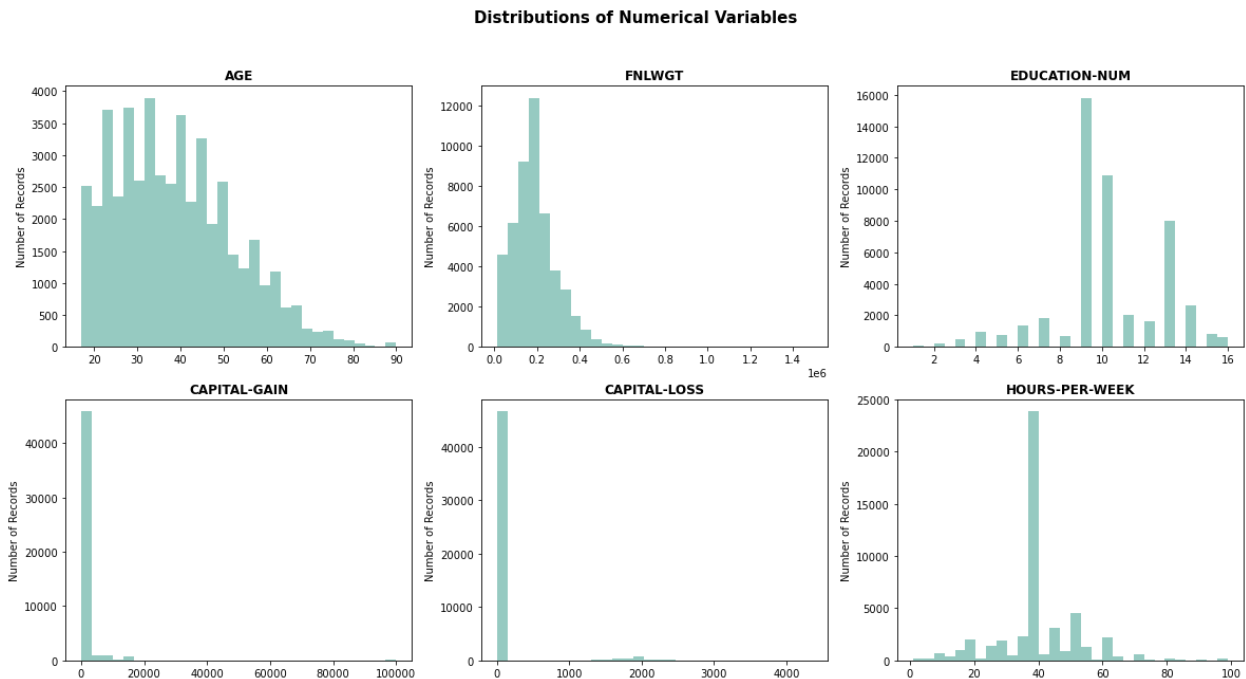 Distributions of Numerical Variables
AGE
Number of Records
4000
3500
3000
2500
2000
1500
1000
500
0
20 30 40 50 60 70 80 90
FNLWGT
Number of Records
12000
10000
8000
6000
4000
2000
0
0.0 0.2 0.4 0.6 0.8 1.0 1.2 1.4
1e6
EDUCATION-NUM
Number of Records
16000
14000
12000
10000
8000
6000
4000
2000
0
2 4 6 8 10 12 14 16
CAPITAL-GAIN
Number of Records
40000
30000
20000
10000
0
0 20000 40000 60000 80000 100000
CAPITAL-LOSS
Number of Records
40000
30000
20000
10000
0
0 1000 2000 3000 4000
HOURS-PER-WEEK
Number of Records
25000
20000
15000
10000
5000
0
0 20 40 60 80 100